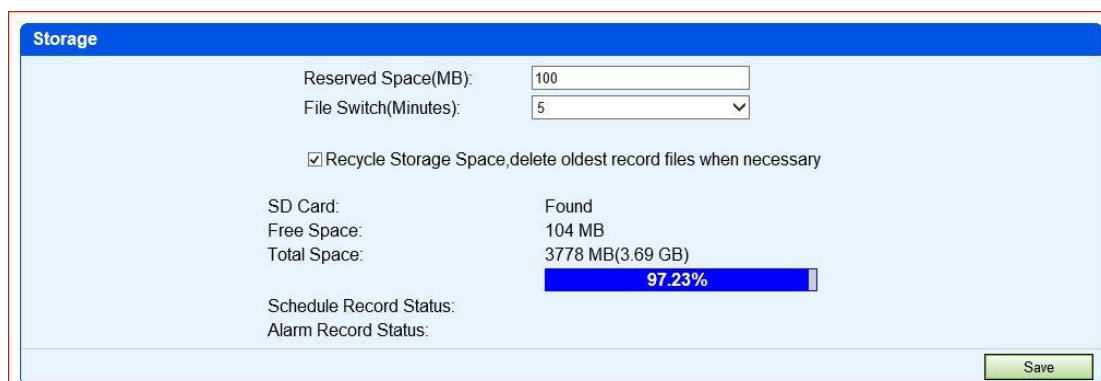 Storage
Reserved Space(MB): 100
File Switch(Minutes): 5
Recycle Storage Space,delete oldest record files when necessary
SD Card: Found
Free Space: 104 MB
Total Space: 3778 MB(3.69 GB)
97.23%
Schedule Record Status:
Alarm Record Status:
Save